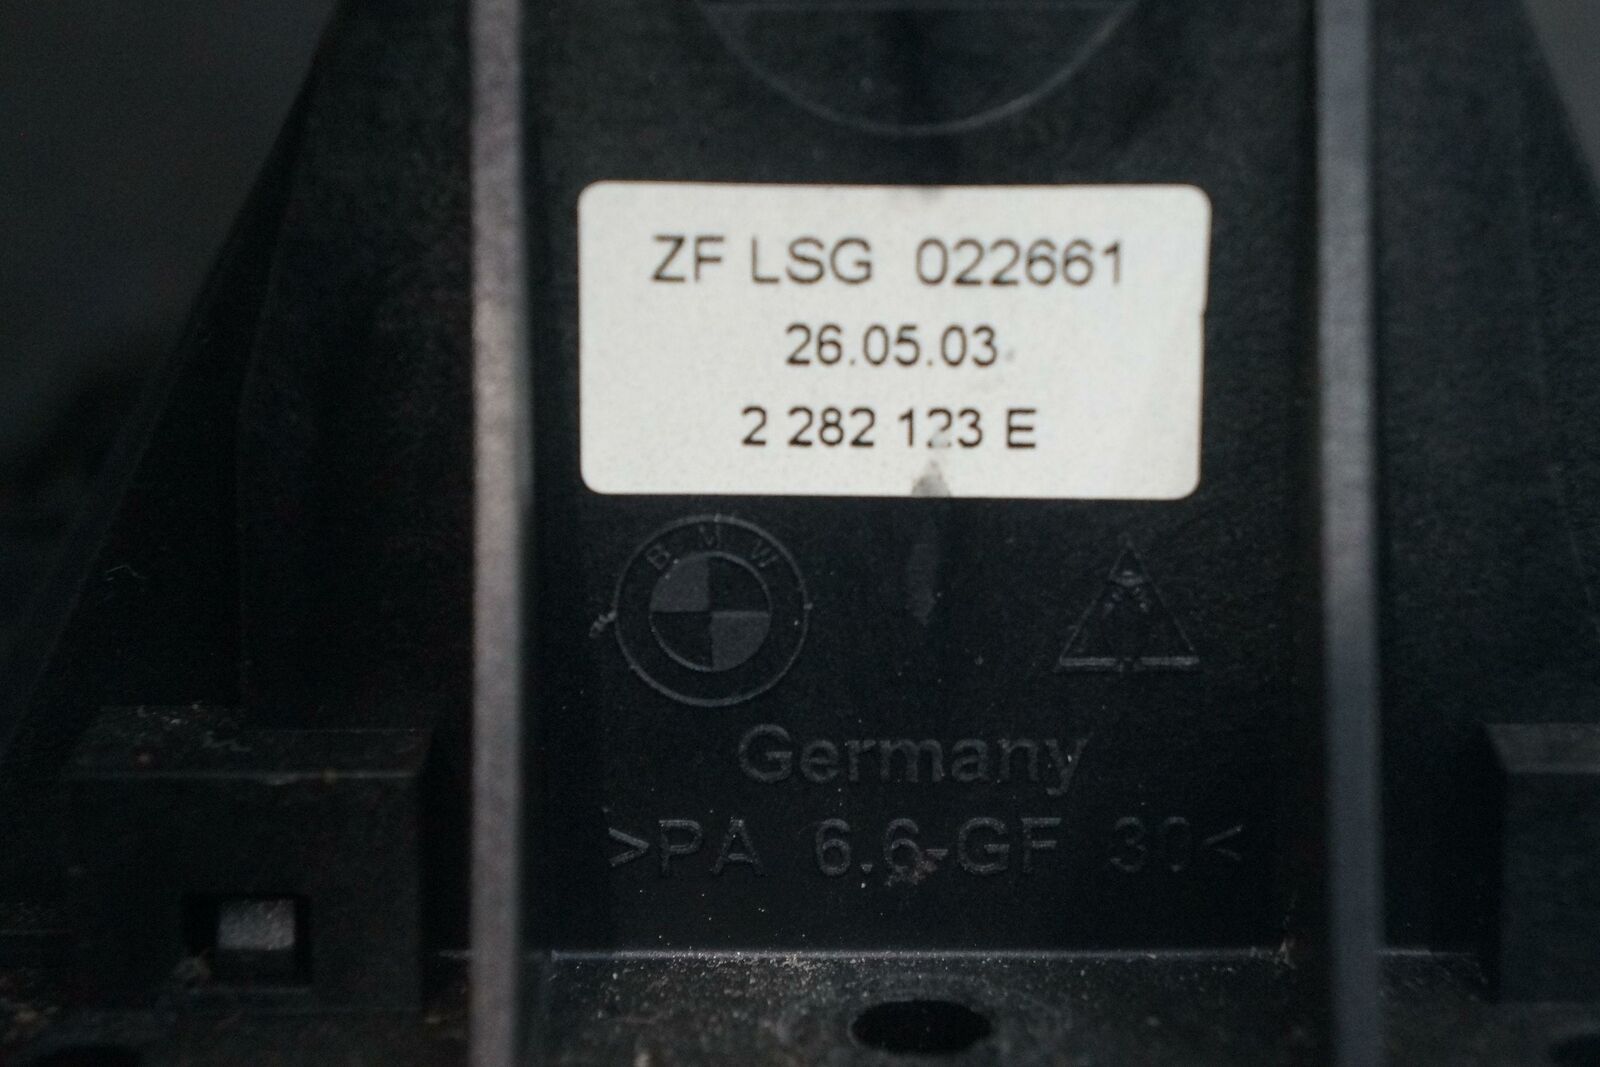 ZF LSG 022661
26.05.03
2 282 123 E
BMW
Germany
>PA 6.6-GF 30<